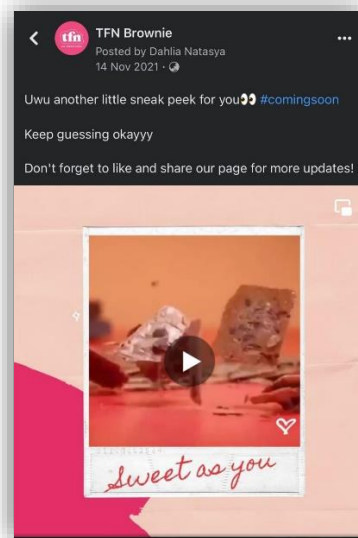 tfn
TFN Brownie
Posted by Dahlia Natasya
14 Nov 2021 ·
Uwu another little sneak peek for you👀 #comingsoon
Keep guessing okayyy
Don't forget to like and share our page for more updates!
Sweet as you